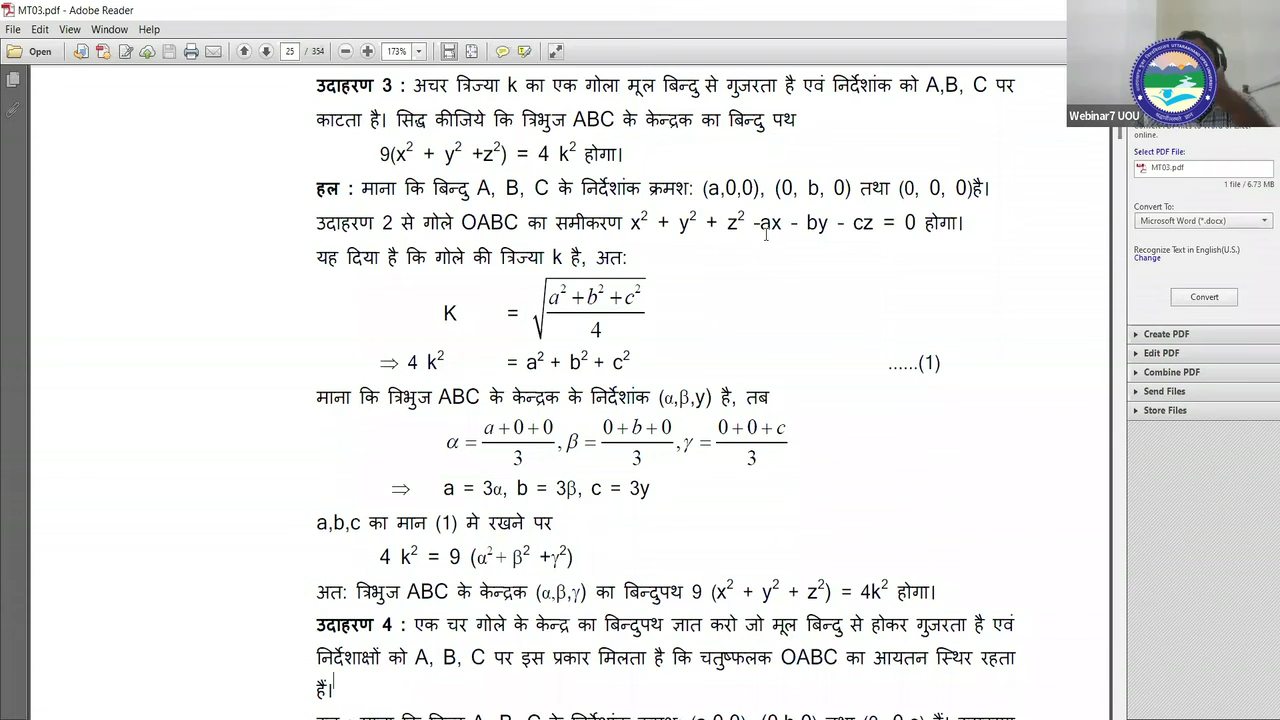 MT03.pdf - Adobe Reader
File Edit View Window Help
Open 25 / 354 173%
उदाहरण 3 : अचर त्रिज्या k का एक गोला मूल बिन्दु से गुजरता है एवं निर्देशांक को A,B, C पर
काटता है। सिद्ध कीजिये कि त्रिभुज ABC के केन्द्रक का बिन्दु पथ
9(x² + y² +z²) = 4 k² होगा।
हल : माना कि बिन्दु A, B, C के निर्देशांक क्रमश: (a,0,0), (0, b, 0) तथा (0, 0, 0)है।
उदाहरण 2 से गोले OABC का समीकरण x² + y² + z² -ax - by - cz = 0 होगा।
यह दिया है कि गोले की त्रिज्या k है, अत:
K = √((a² + b² + c²)/4)
⇒ 4 k² = a² + b² + c² ......(1)
माना कि त्रिभुज ABC के केन्द्रक के निर्देशांक (α,β,y) है, तब
α = (a+0+0)/3 , β = (0+b+0)/3 , γ = (0+0+c)/3
⇒ a = 3α, b = 3β, c = 3y
a,b,c का मान (1) मे रखने पर
4 k² = 9 (α²+ β² +γ²)
अत: त्रिभुज ABC के केन्द्रक (α,β,γ) का बिन्दुपथ 9 (x² + y² + z²) = 4k² होगा।
उदाहरण 4 : एक चर गोले के केन्द्र का बिन्दुपथ ज्ञात करो जो मूल बिन्दु से होकर गुजरता है एवं
निर्देशाक्षों को A, B, C पर इस प्रकार मिलता है कि चतुष्फलक OABC का आयतन स्थिर रहता
हैं।
Webinar7 UOU
online.
Select PDF File:
MT03.pdf
1 file / 6.73 MB
Convert To:
Microsoft Word (*.docx)
Recognize Text in English(U.S.)
Change
Convert
Create PDF
Edit PDF
Combine PDF
Send Files
Store Files